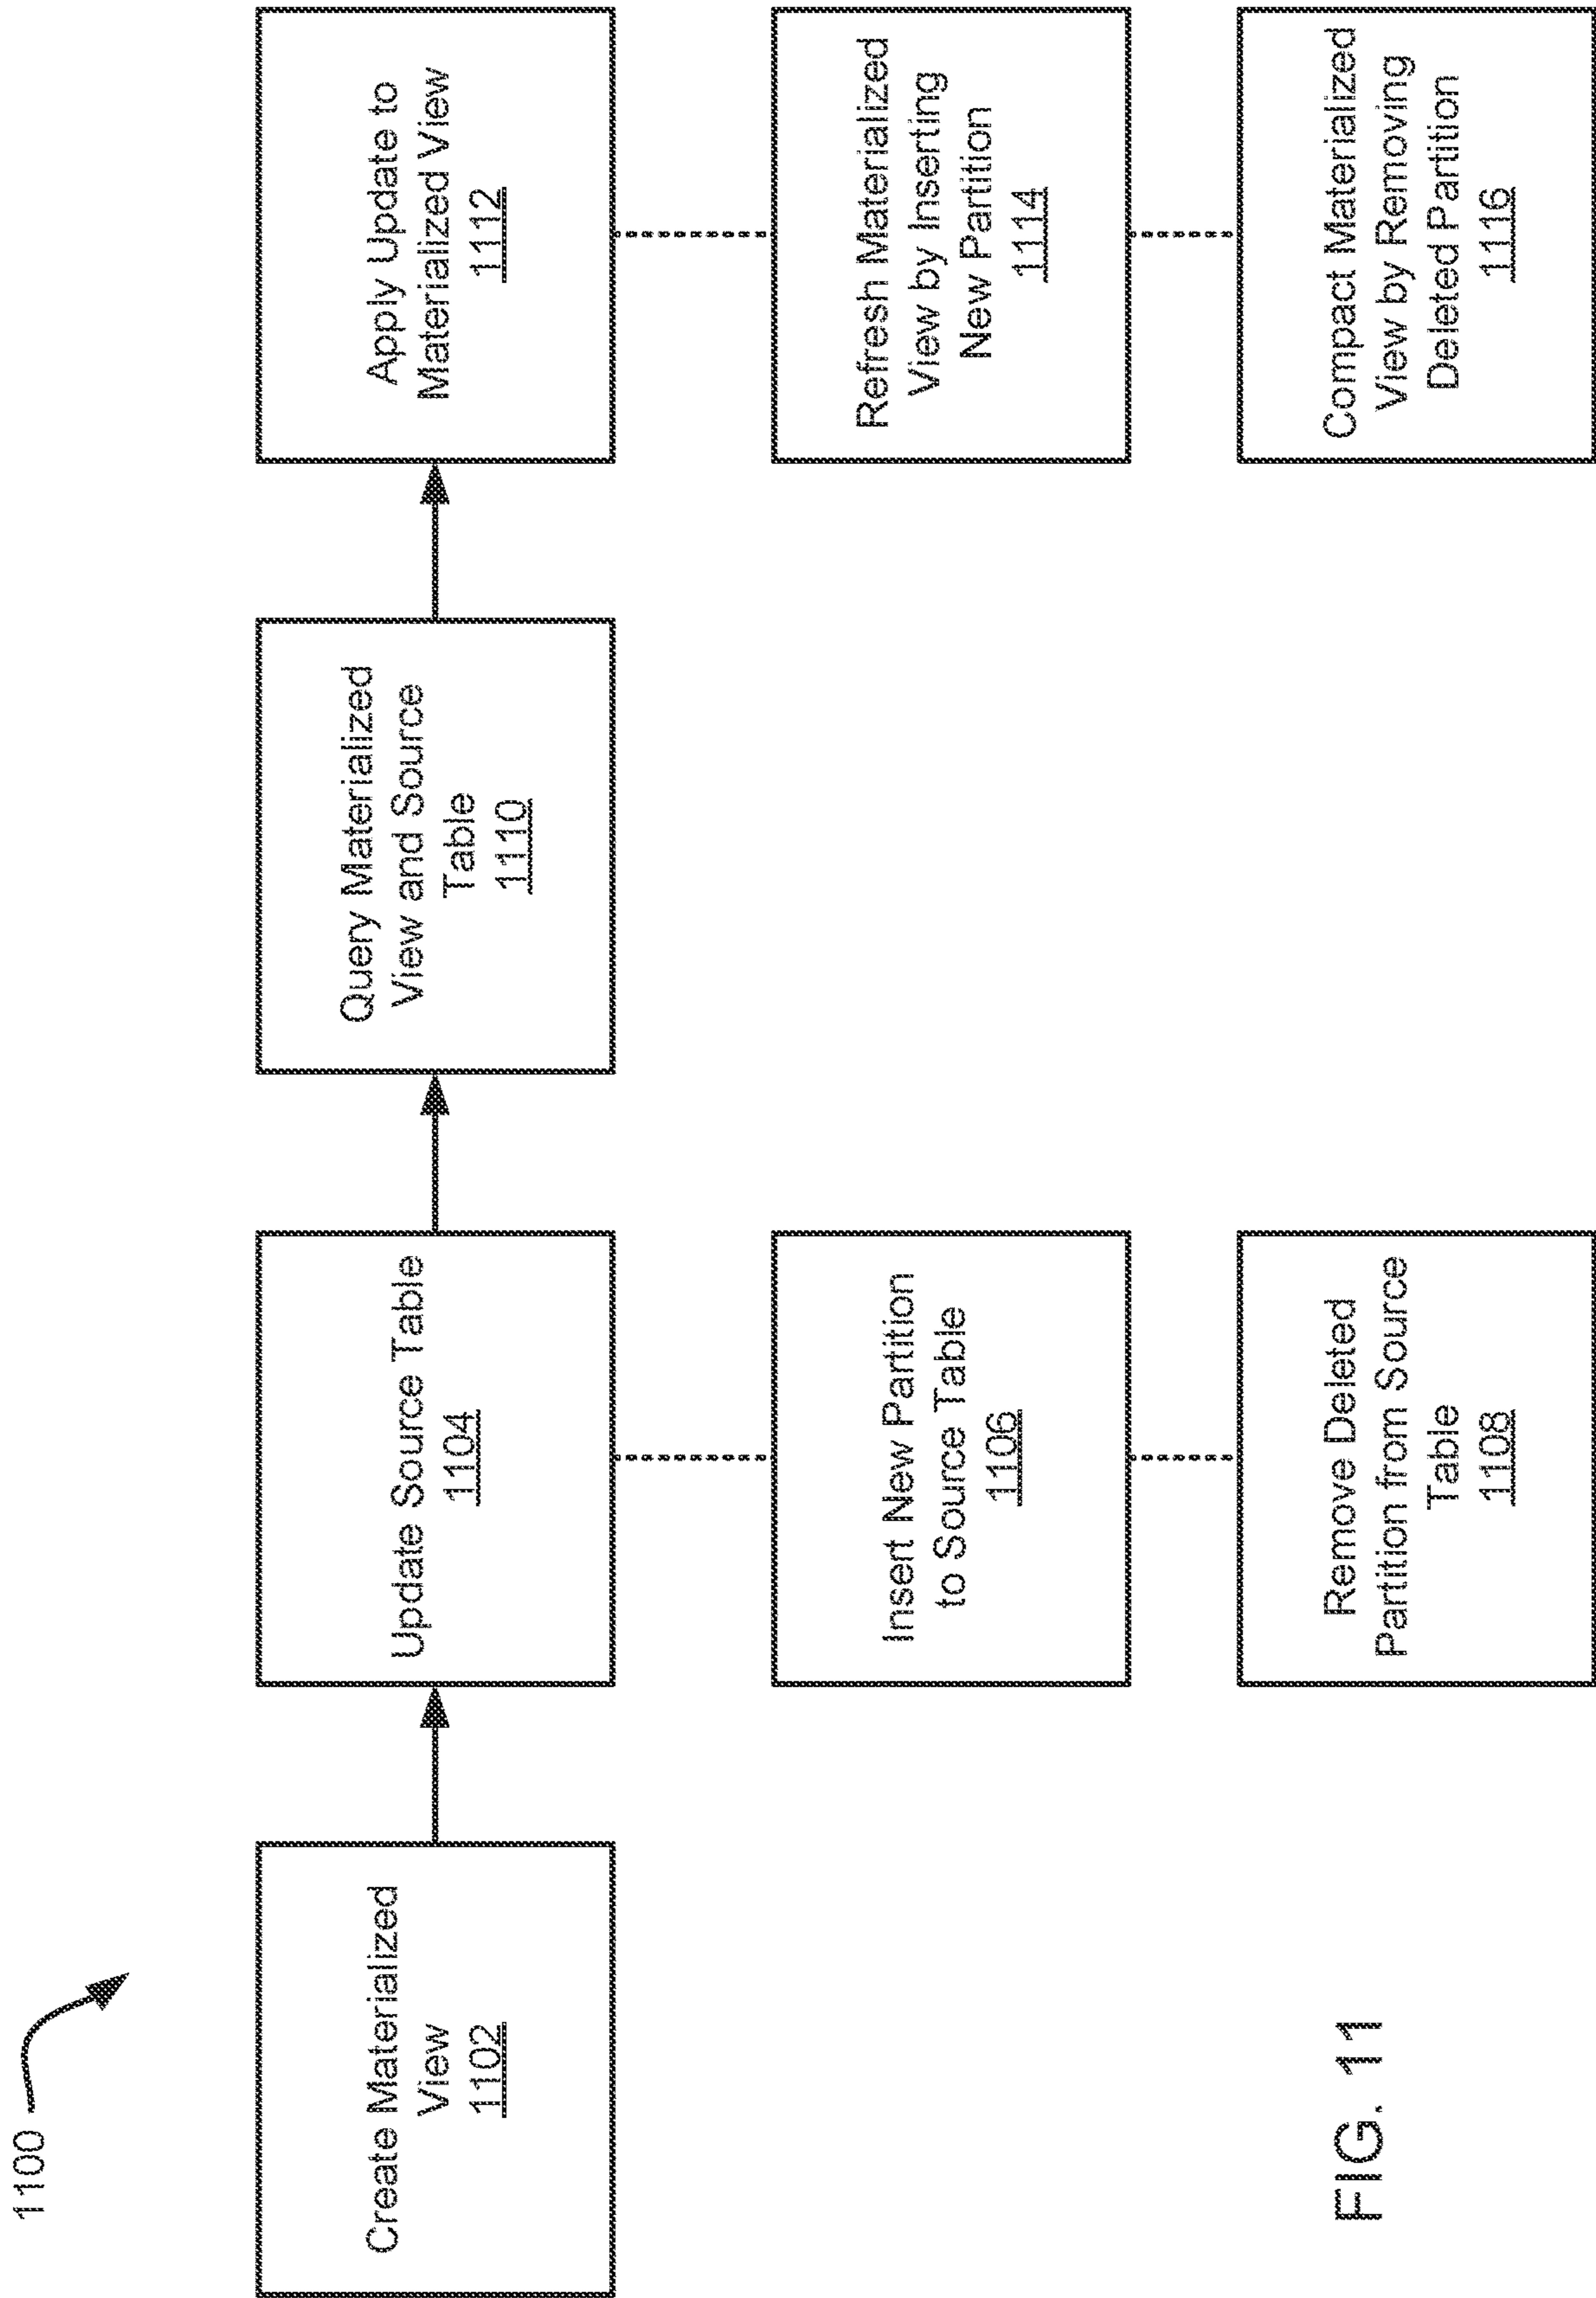 1100
Create Materialized
View
1102
Update Source Table
1104
Query Materialized
View and Source
Table
1110
Apply Update to
Materialized View
1112
Insert New Partition
to Source Table
1106
Refresh Materialized
View by Inserting
New Partition
1114
Remove Deleted
Partition from Source
Table
1108
Compact Materialized
View by Removing
Deleted Partition
1116
FIG. 11